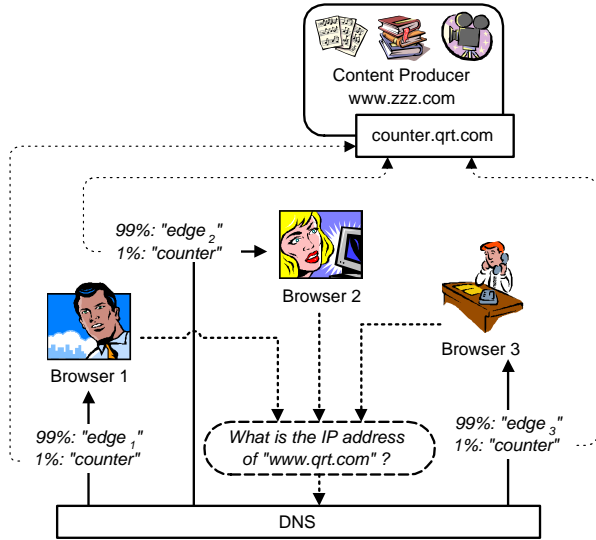 Content Producer
www.zzz.com
counter.qrt.com
99%: "edge 2"
1%: "counter"
Browser 2
Browser 1
Browser 3
99%: "edge 1"
1%: "counter"
What is the IP address
of "www.qrt.com" ?
99%: "edge 3"
1%: "counter"
DNS